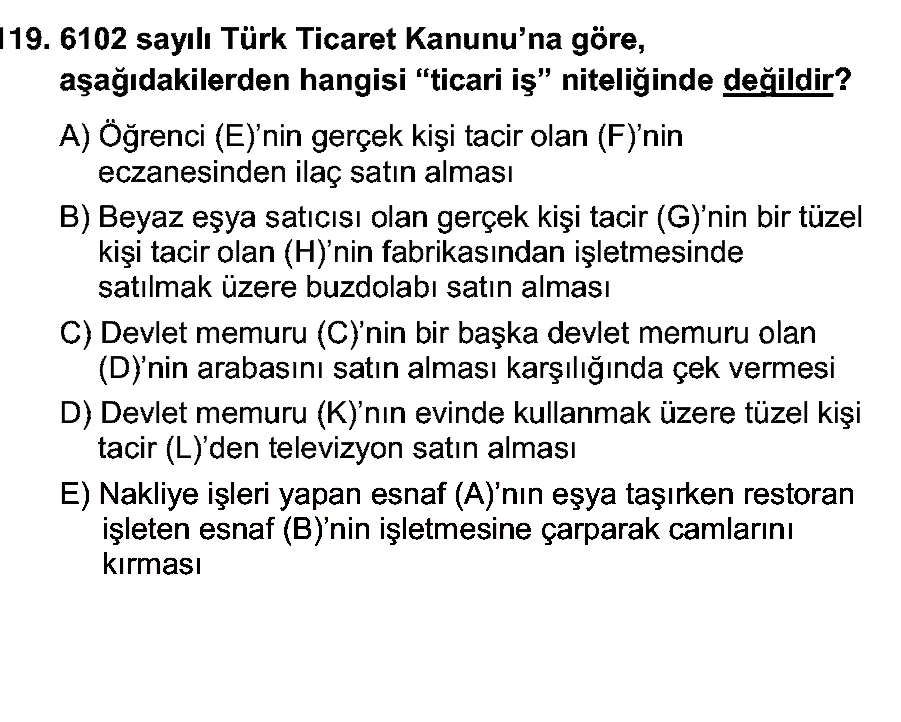 119. 6102 sayılı Türk Ticaret Kanunu’na göre,
aşağıdakilerden hangisi “ticari iş” niteliğinde değildir?
A) Öğrenci (E)’nin gerçek kişi tacir olan (F)’nin
eczanesinden ilaç satın alması
B) Beyaz eşya satıcısı olan gerçek kişi tacir (G)’nin bir tüzel
kişi tacir olan (H)’nin fabrikasından işletmesinde
satılmak üzere buzdolabı satın alması
C) Devlet memuru (C)’nin bir başka devlet memuru olan
(D)’nin arabasını satın alması karşılığında çek vermesi
D) Devlet memuru (K)’nın evinde kullanmak üzere tüzel kişi
tacir (L)’den televizyon satın alması
E) Nakliye işleri yapan esnaf (A)’nın eşya taşırken restoran
işleten esnaf (B)’nin işletmesine çarparak camlarını
kırması